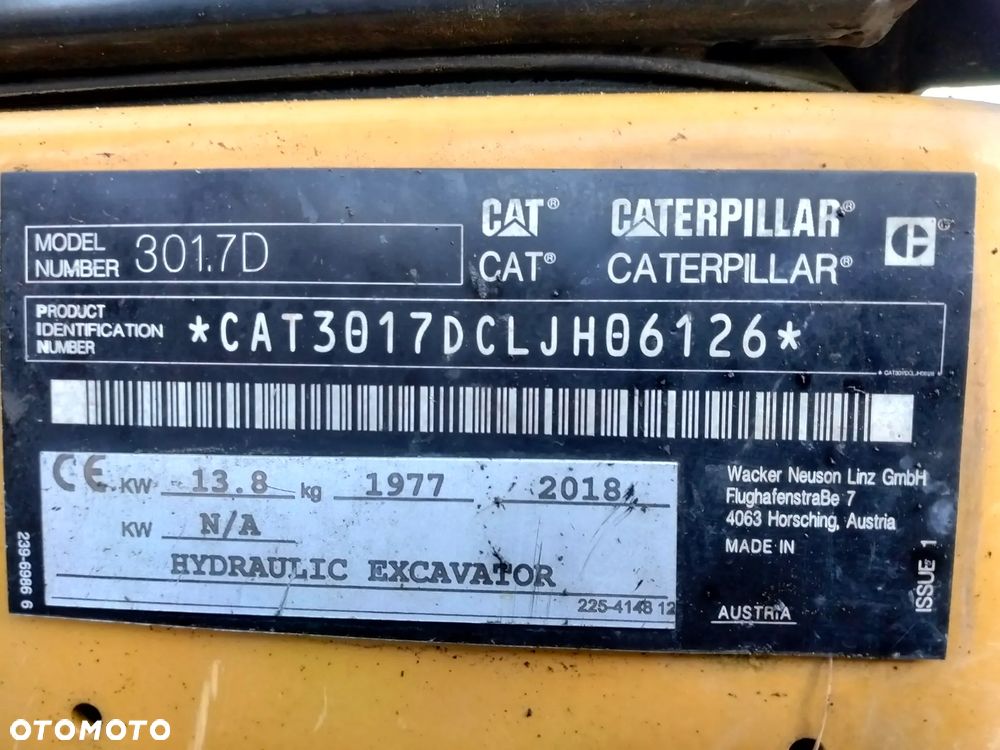 CAT® CATERPILLAR®
CAT® CATERPILLAR®
MODEL NUMBER 301.7D
PRODUCT IDENTIFICATION NUMBER *CAT3017DCLJH06126*
CE KW 13.8 kg 1977 2018
KW N/A
HYDRAULIC EXCAVATOR
225-4148 12
239-6986 6
Wacker Neuson Linz GmbH
Flughafenstraße 7
4063 Horsching, Austria
MADE IN
AUSTRIA
ISSUE 1
OTOMOTO